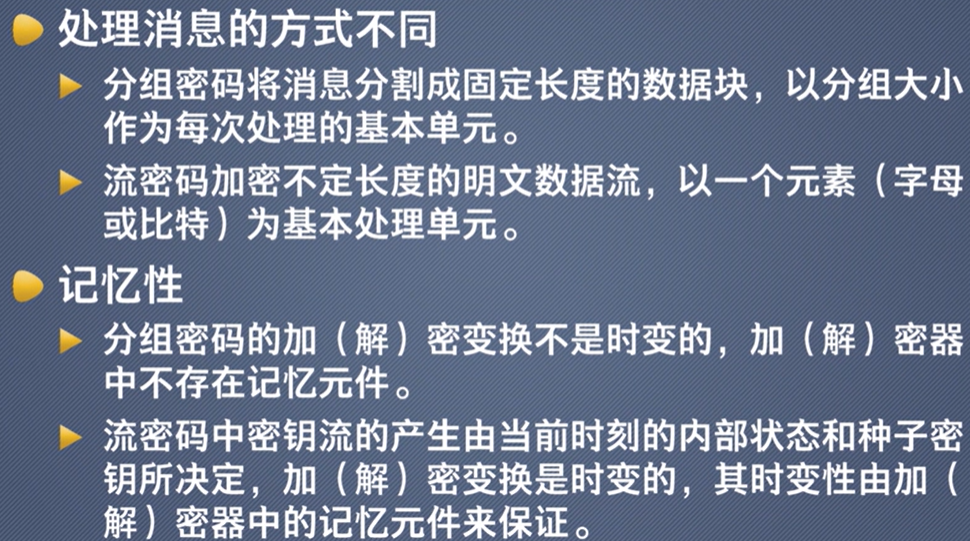 处理消息的方式不同
分组密码将消息分割成固定长度的数据块，以分组大小
作为每次处理的基本单元。
流密码加密不定长度的明文数据流，以一个元素（字母
或比特）为基本处理单元。
记忆性
分组密码的加（解）密变换不是时变的，加（解）密器
中不存在记忆元件。
流密码中密钥流的产生由当前时刻的内部状态和种子密
钥所决定，加（解）密变换是时变的，其时变性由加（
解）密器中的记忆元件来保证。